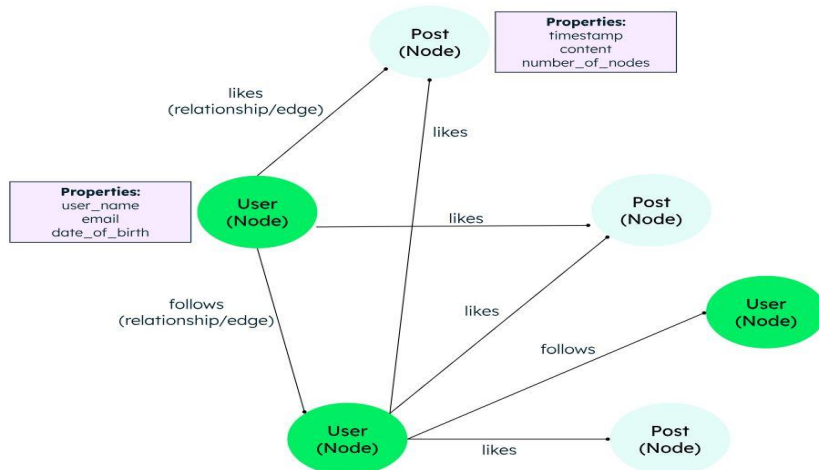 Post
(Node)
Properties:
timestamp
content
number_of_nodes
likes
(relationship/edge)
likes
Properties:
user_name
email
date_of_birth
User
(Node)
likes
Post
(Node)
follows
(relationship/edge)
likes
User
(Node)
follows
User
(Node)
likes
Post
(Node)